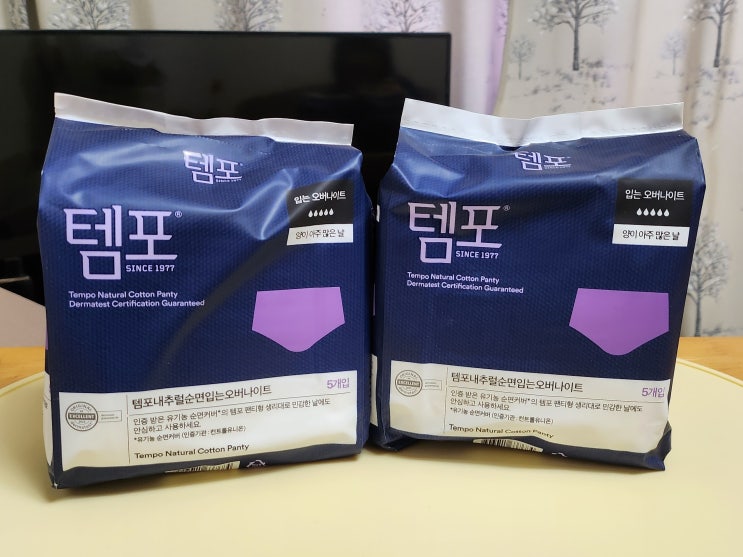 템포
SINCE 1977
입는 오버나이트
양이 아주 많은 날
템포®
SINCE 1977
Tempo Natural Cotton Panty
Dermatest Certification Guaranteed
템포내추럴순면입는오버나이트
5개입
인증 받은 유기농 순면커버*의 템포 팬티형 생리대로 민감한 날에도
안심하고 사용하세요.
*유기농 순면커버 (인증기관: 컨트롤유니온)
EXCELLENT
Tempo Natural Cotton Panty
템포
SINCE 1977
입는 오버나이트
양이 아주 많은 날
템포®
SINCE 1977
Tempo Natural Cotton Panty
Dermatest Certification Guaranteed
템포내추럴순면입는오버나이트
5개입
인증 받은 유기농 순면커버*의 템포 팬티형 생리대로 민감한 날에도
안심하고 사용하세요.
*유기농 순면커버 (인증기관: 컨트롤유니온)
EXCELLENT
Tempo Natural Cotton Panty